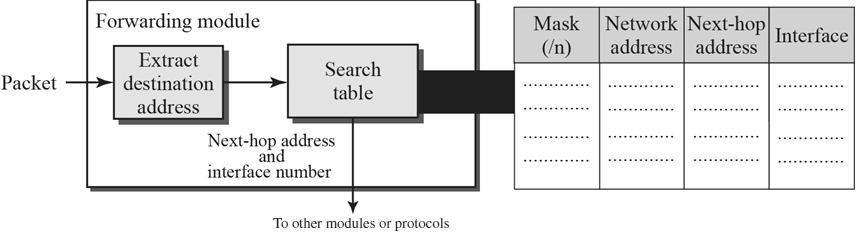 Forwarding module
Packet
Extract
destination
address
Search
table
Next-hop address
and
interface number
To other modules or protocols
Mask
(/n)
Network
address
Next-hop
address
Interface
............ ............ ............ ............
............ ............ ............ ............
............ ............ ............ ............
............ ............ ............ ............